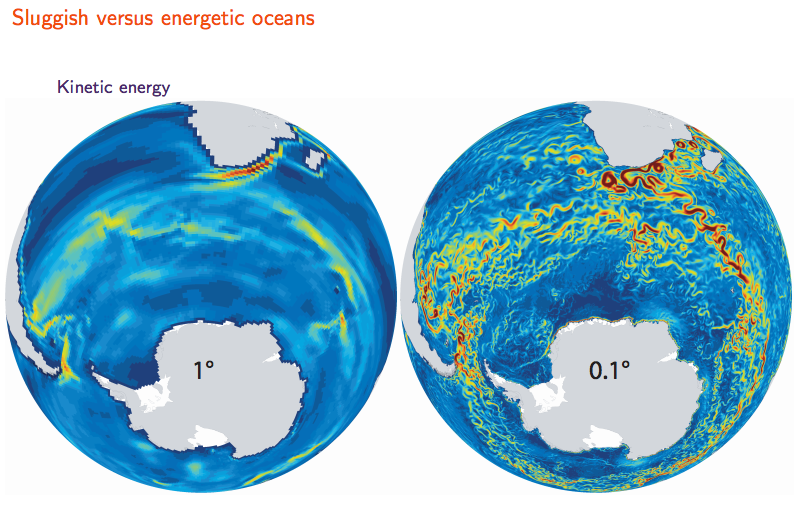 Sluggish versus energetic oceans
Kinetic energy
1°
0.1°